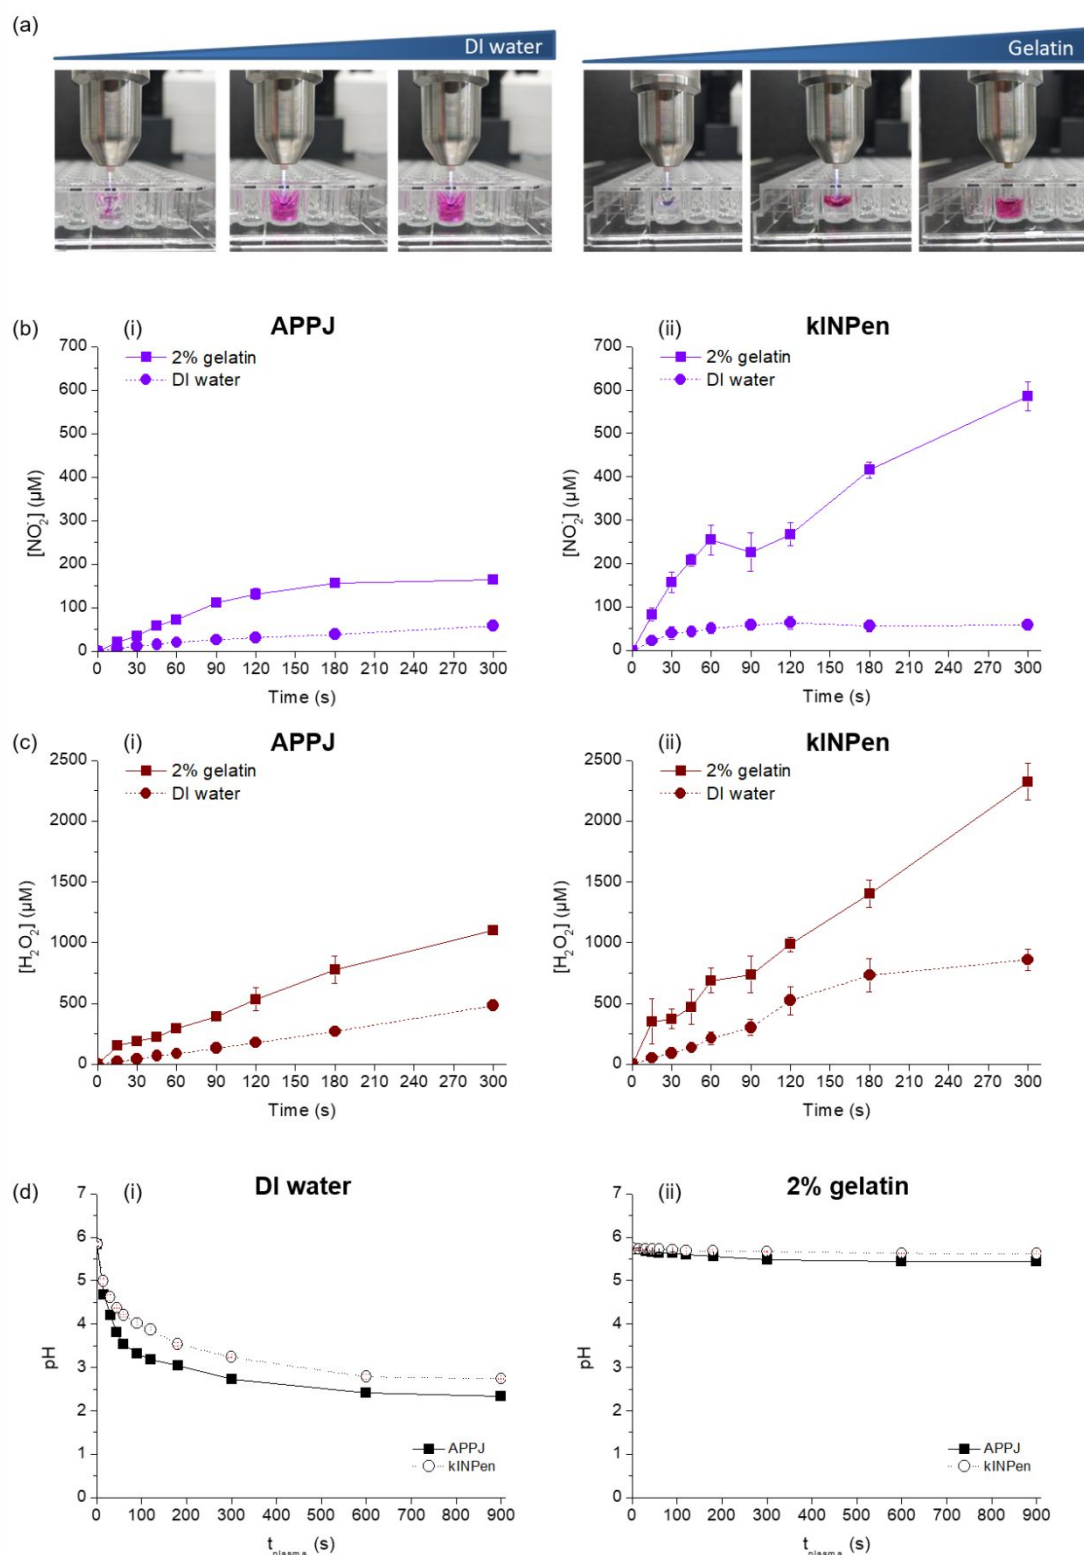 (a)
DI water
Gelatin
(b)
(i)
APPJ
(ii)
kINPen
2% gelatin
DI water
2% gelatin
DI water
700
600
500
400
300
200
100
0
[NO₂⁻] (µM)
0 30 60 90 120 150 180 210 240 270 300
Time (s)
700
600
500
400
300
200
100
0
[NO₂⁻] (µM)
0 30 60 90 120 150 180 210 240 270 300
Time (s)
(c)
(i)
APPJ
(ii)
kINPen
2% gelatin
DI water
2% gelatin
DI water
2500
2000
1500
1000
500
0
[H₂O₂] (µM)
0 30 60 90 120 150 180 210 240 270 300
Time (s)
2500
2000
1500
1000
500
0
[H₂O₂] (µM)
0 30 60 90 120 150 180 210 240 270 300
Time (s)
(d)
(i)
DI water
(ii)
2% gelatin
7
6
5
4
3
2
1
0
pH
APPJ
kINPen
0 100 200 300 400 500 600 700 800 900
t plasma (s)
7
6
5
4
3
2
1
0
pH
APPJ
kINPen
0 100 200 300 400 500 600 700 800 900
t plasma (s)